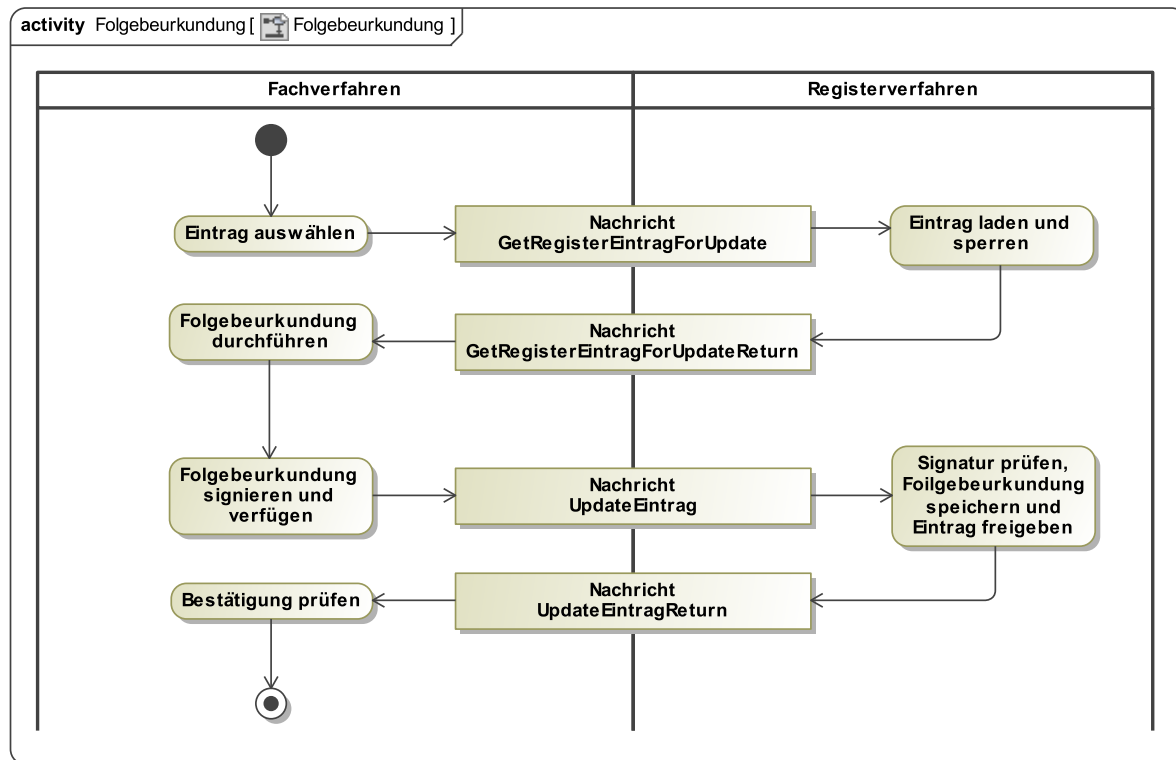 activity Folgebeurkundung [ Folgebeurkundung ]
Fachverfahren
Registerverfahren
Eintrag auswählen
Nachricht
GetRegisterEintragForUpdate
Eintrag laden und
sperren
Folgebeurkundung
durchführen
Nachricht
GetRegisterEintragForUpdateReturn
Folgebeurkundung
signieren und
verfügen
Nachricht
UpdateEintrag
Signatur prüfen,
Foilgebeurkundung
speichern und
Eintrag freigeben
Bestätigung prüfen
Nachricht
UpdateEintragReturn